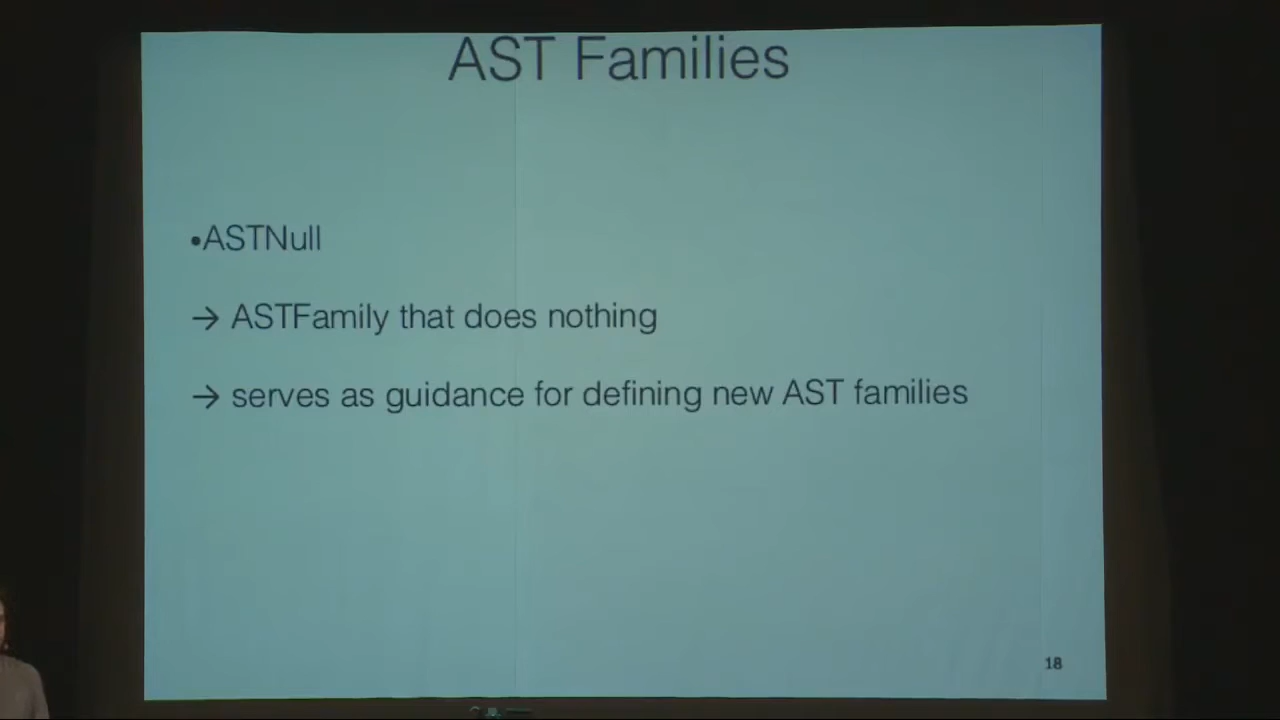 AST Families
•ASTNull
→ ASTFamily that does nothing
→ serves as guidance for defining new AST families
18